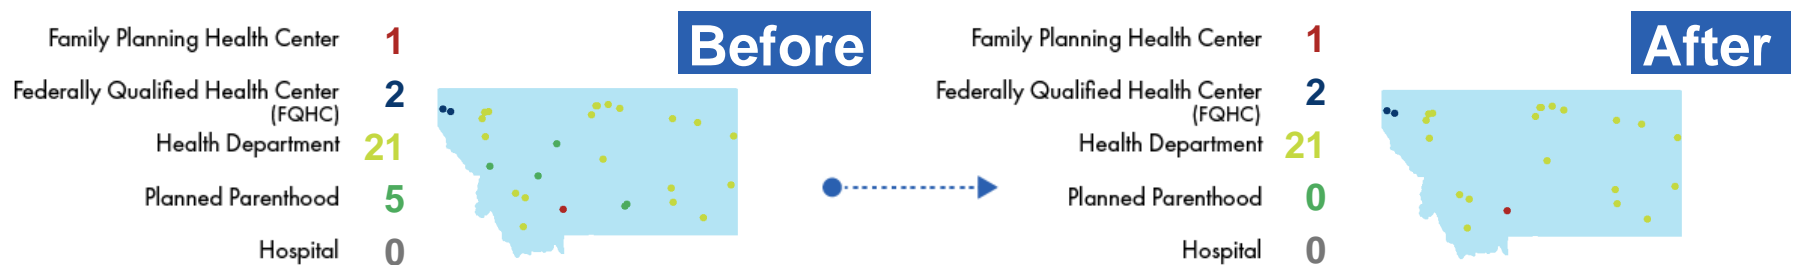 Before
Family Planning Health Center 1
Federally Qualified Health Center 2
(FQHC)
Health Department 21
Planned Parenthood 5
Hospital 0
After
Family Planning Health Center 1
Federally Qualified Health Center 2
(FQHC)
Health Department 21
Planned Parenthood 0
Hospital 0